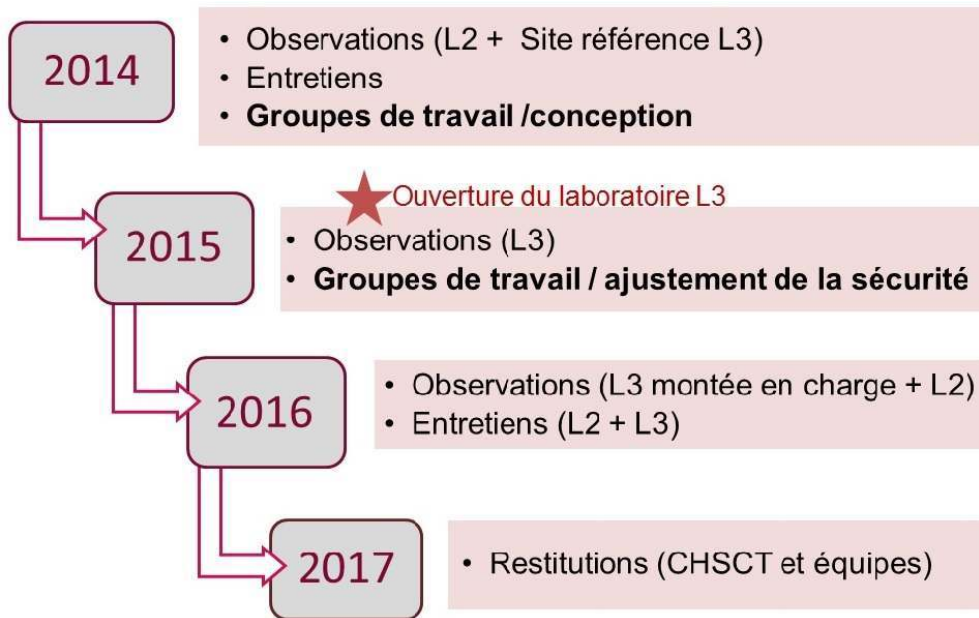 2014
• Observations (L2 + Site référence L3)
• Entretiens
• Groupes de travail /conception
Ouverture du laboratoire L3
2015
• Observations (L3)
• Groupes de travail / ajustement de la sécurité
2016
• Observations (L3 montée en charge + L2)
• Entretiens (L2 + L3)
2017
• Restitutions (CHSCT et équipes)